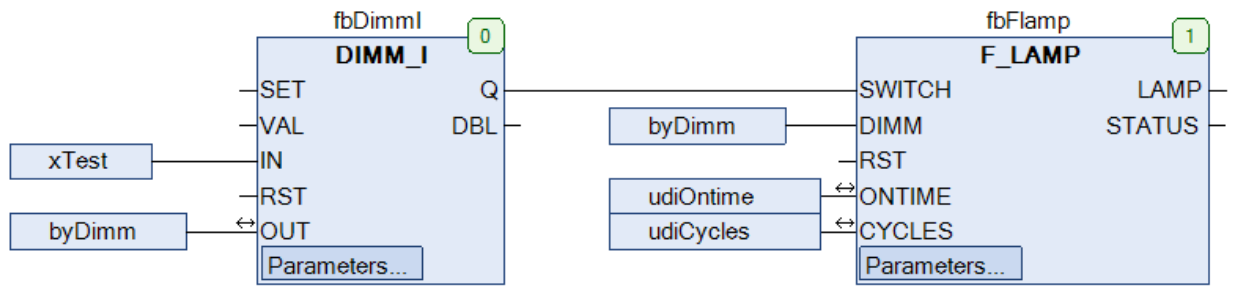 fbDimmI
fbFlamp
0
1
DIMM_I
F_LAMP
SET
Q
SWITCH
LAMP
VAL
DBL
byDimm
DIMM
STATUS
xTest
IN
RST
RST
udiOntime
ONTIME
byDimm
OUT
udiCycles
CYCLES
Parameters...
Parameters...